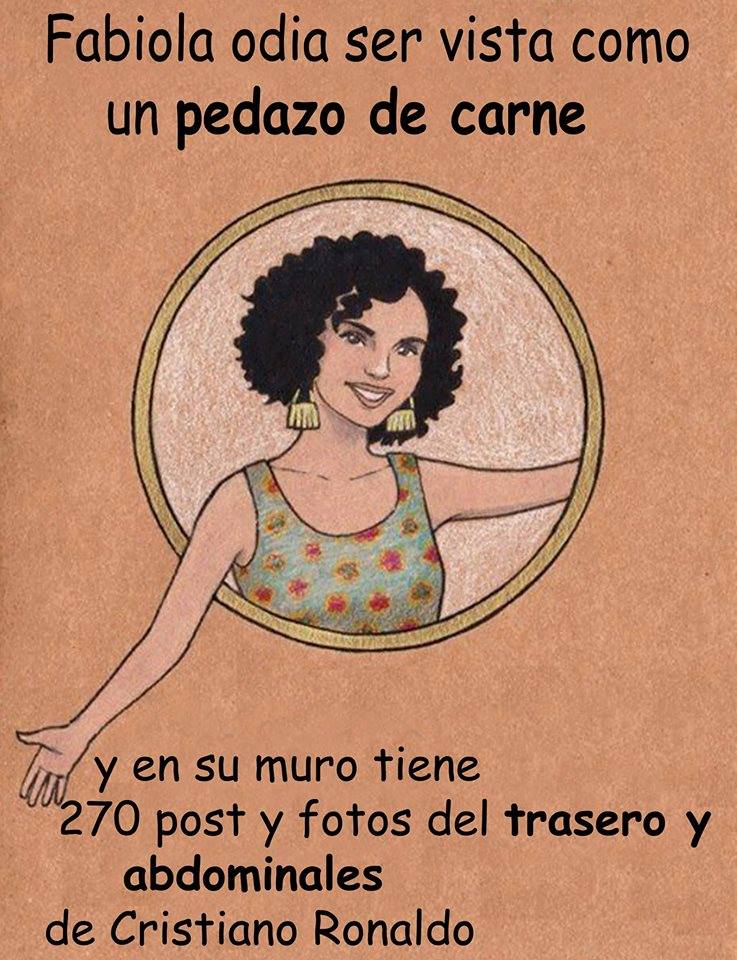 Fabiola odia ser vista como
un pedazo de carne
y en su muro tiene
270 post y fotos del trasero y
abdominales
de Cristiano Ronaldo